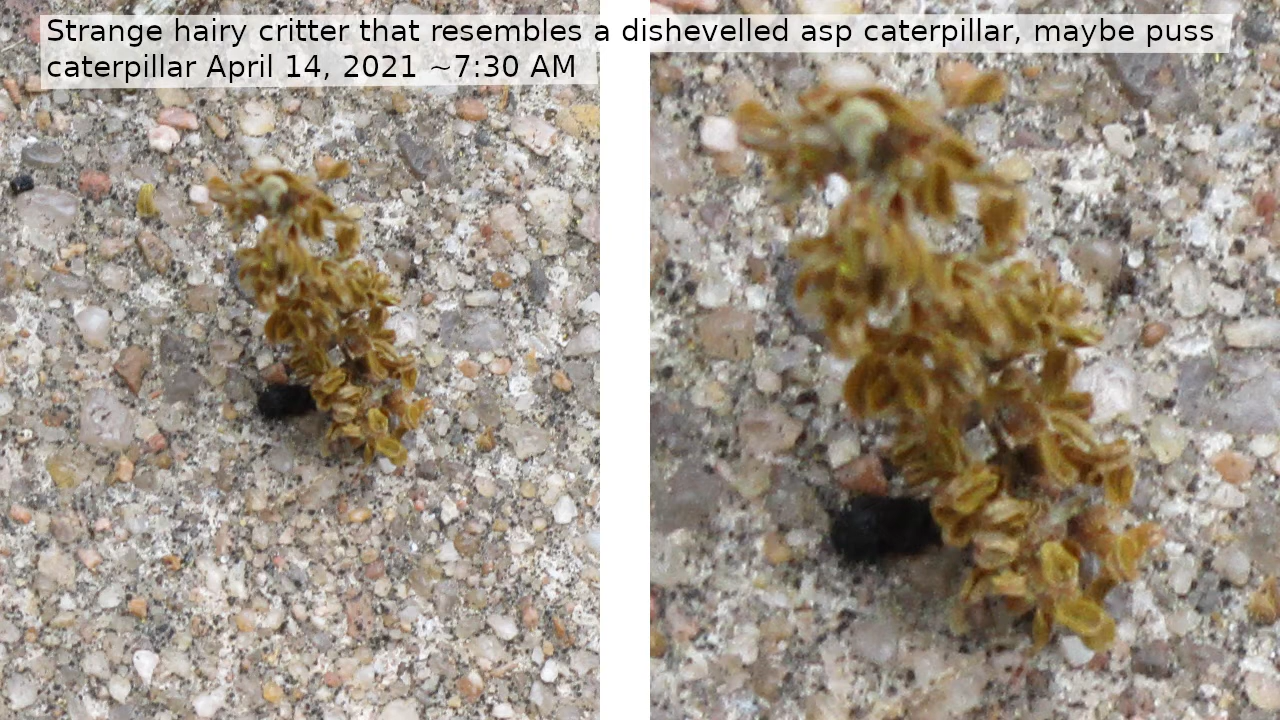 Strange hairy critter that resembles a dishevelled asp caterpillar, maybe puss
caterpillar April 14, 2021 ~7:30 AM